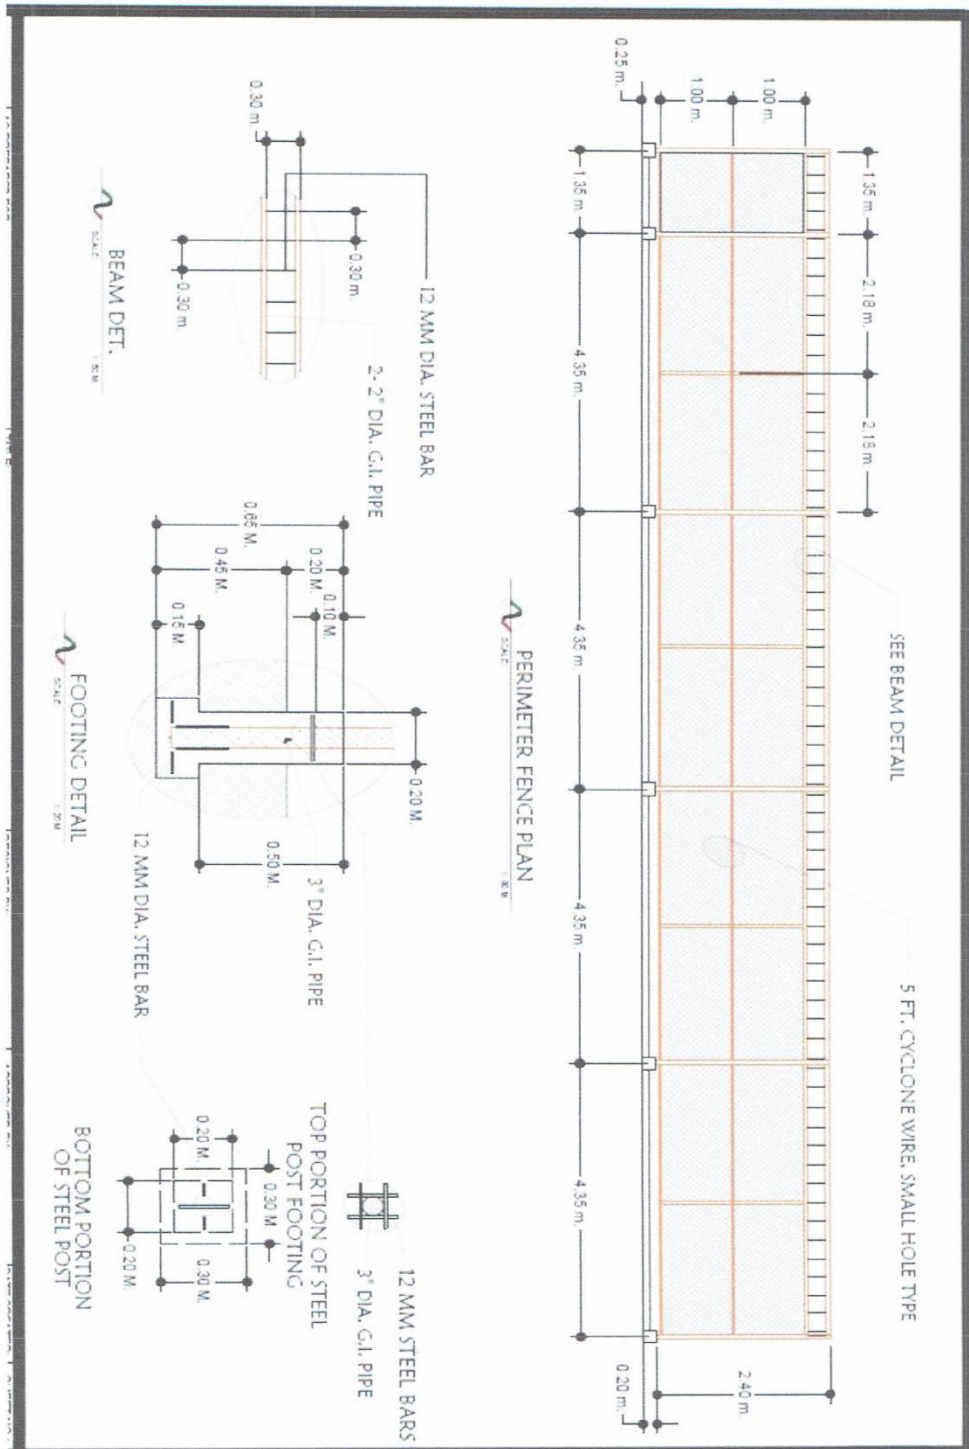 1.35 m.
2.18 m.
2.18 m.
SEE BEAM DETAIL
5 FT. CYCLONE WIRE, SMALL HOLE TYPE
1.00 m.
1.00 m.
0.25 m.
2.40 m.
0.20 m.
1.35 m.
4.35 m.
4.35 m.
4.35 m
4.35 m.
PERIMETER FENCE PLAN
SCALE
12 MM DIA. STEEL BAR
2- 2" DIA. G.I. PIPE
0.30 m.
0.30 m.
0.30 m.
BEAM DET.
SCALE
0.65 M.
0.20 M.
0.45 M.
0.10 M.
0.15 M.
0.20 M.
0.50 M.
3" DIA. G.I. PIPE
12 MM DIA. STEEL BAR
FOOTING DETAIL
SCALE
12 MM STEEL BARS
3" DIA. G.I. PIPE
TOP PORTION OF STEEL
POST FOOTING
0.30 M.
0.20 M.
0.30 M.
0.20 M.
BOTTOM PORTION
OF STEEL POST